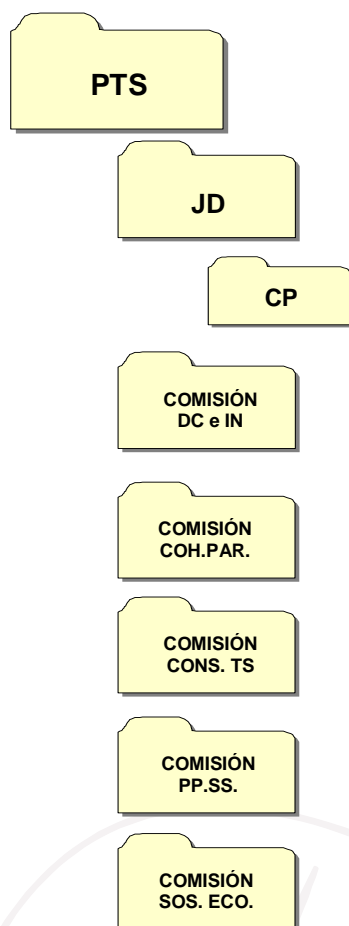 PTS
JD
CP
COMISIÓN
DC e IN
COMISIÓN
COH.PAR.
COMISIÓN
CONS. TS
COMISIÓN
PP.SS.
COMISIÓN
SOS. ECO.